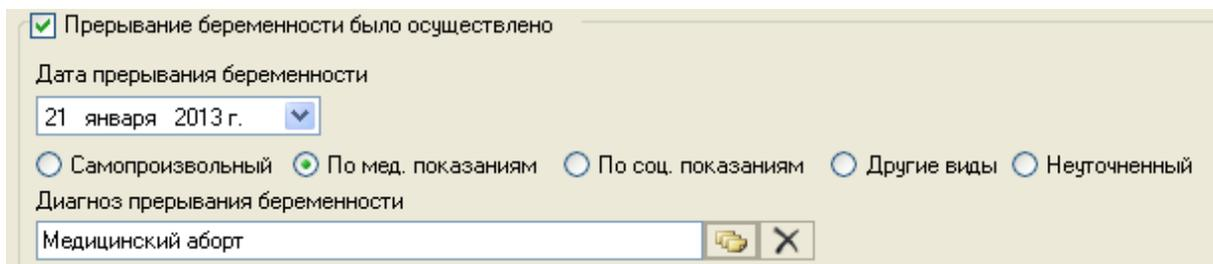 Прерывание беременности было осуществлено
Дата прерывания беременности
21 января 2013 г.
Самопроизвольный По мед. показаниям По соц. показаниям Другие виды Неуточненный
Диагноз прерывания беременности
Медицинский аборт